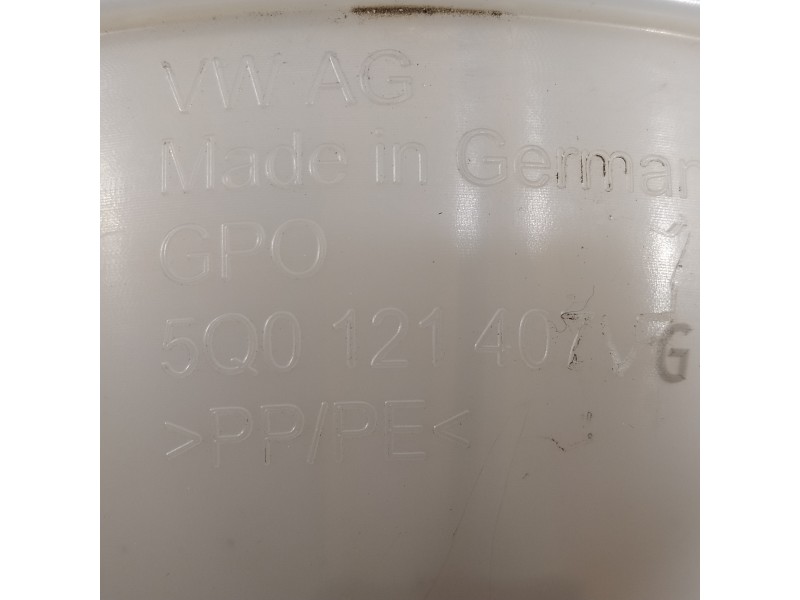 VW AG
Made in German
GPO
5Q0 121 407 G
>PP/PE<